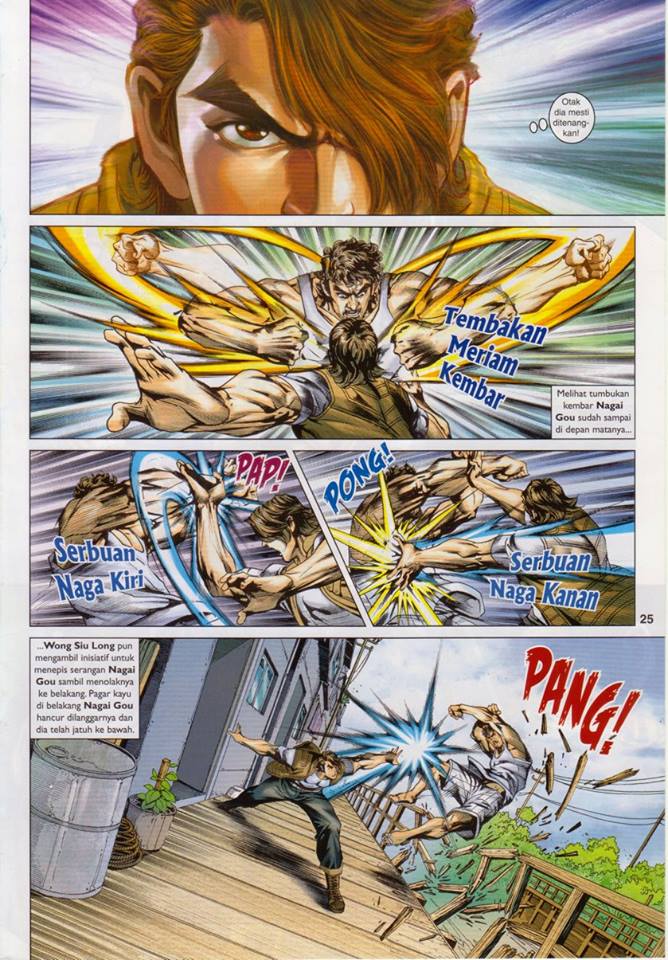 Otak
dia mesti
ditenang-
kan!
Tembakan
Meriam
Kembar
Melihat tumbukan
kembar Nagai
Gou sudah sampai
di depan matanya...
PAP!
Serbuan
Naga Kiri
PONG!
Serbuan
Naga Kanan
25
...Wong Siu Long pun
mengambil inisiatif untuk
menepis serangan Nagai
Gou sambil menolaknya
ke belakang. Pagar kayu
di belakang Nagai Gou
hancur dilanggarnya dan
dia telah jatuh ke bawah.
PANG!